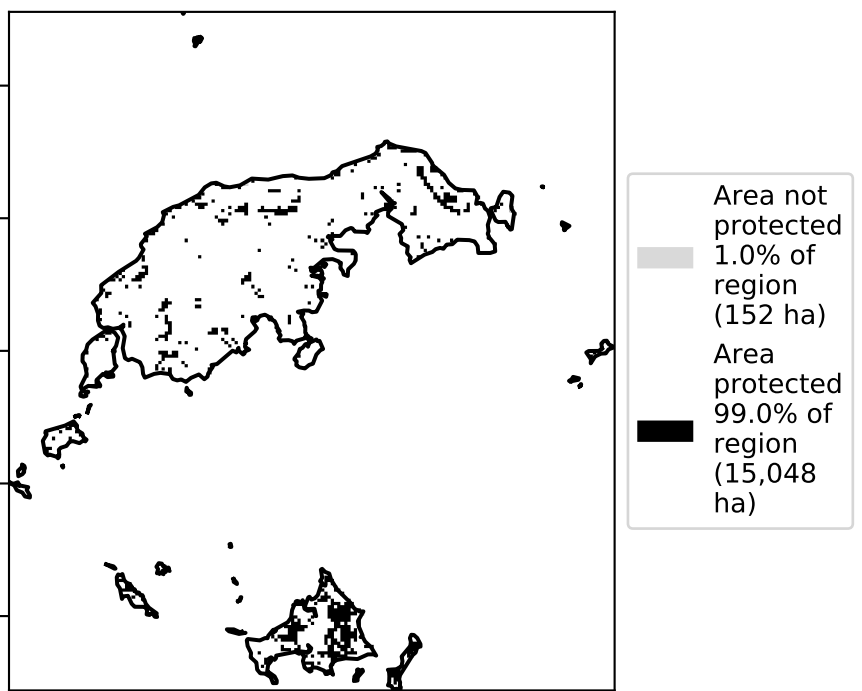 Area not
protected
1.0% of
region
(152 ha)
Area
protected
99.0% of
region
(15,048
ha)